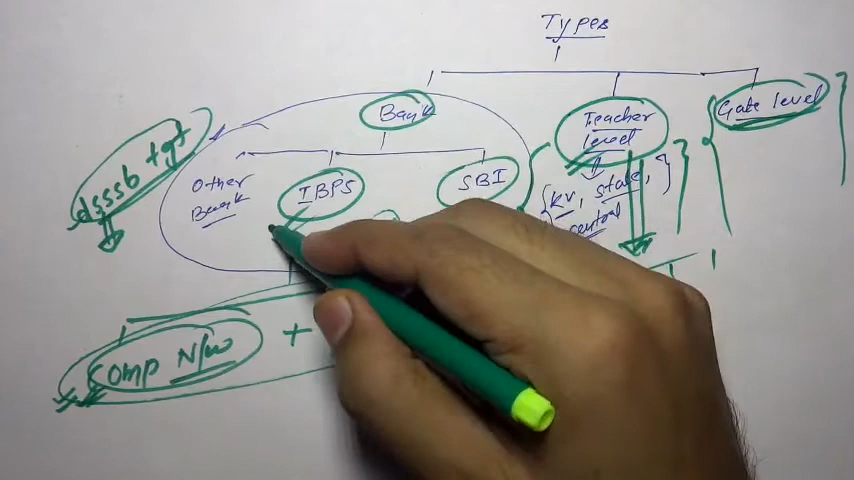 Types
Bank
Teacher
level
Gate level
dsssb tgt
Other
Bank
IBPS
SBI
{ KV, state, }
central
Comp N/w +